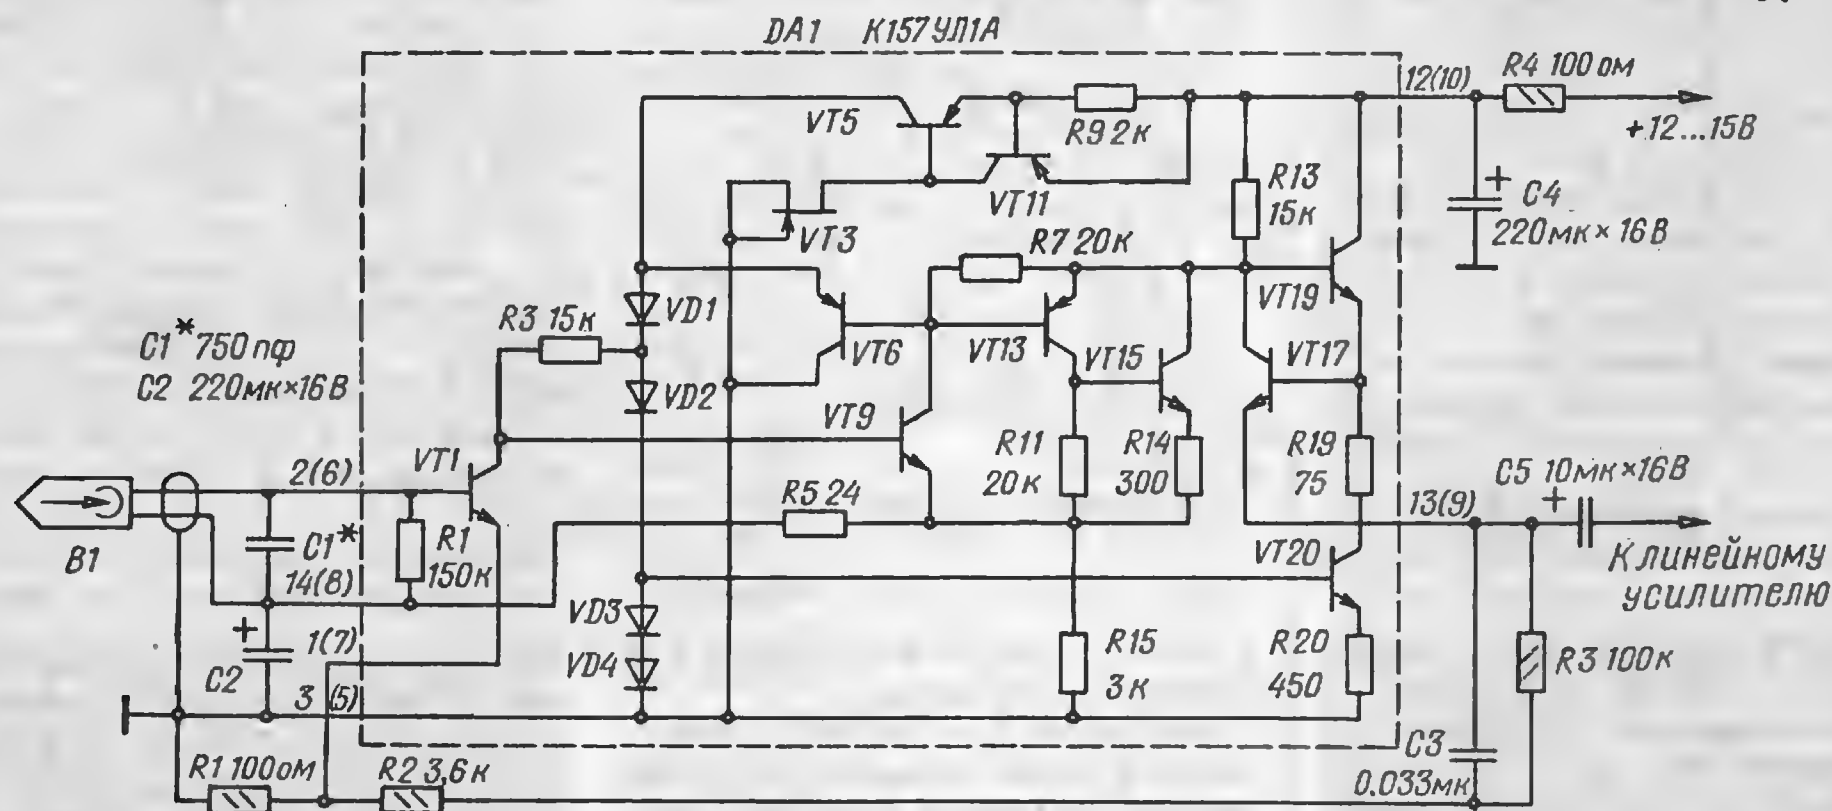 DA1 К157УЛ1А
12(10)
R4 100 ом
+12...15В
VT5
R9 2к
VT11
R13
15к
C4
220мк×16В
VT3
R7 20к
VT19
R3 15к
VD1
VT6
VT13
VT15
VT17
C1* 750пф
C2 220мк×16В
VD2
VT9
R11
20к
R14
300
R19
75
C5 10мк×16В
2(6)
VT1
R5 24
13(9)
В1
C1*
R1
150к
14(8)
VT20
К линейному
усилителю
VD3
1(7)
C2
VD4
R15
3к
R20
450
R3 100к
3 (5)
R1 100ом
R2 3,6к
C3
0.033мк